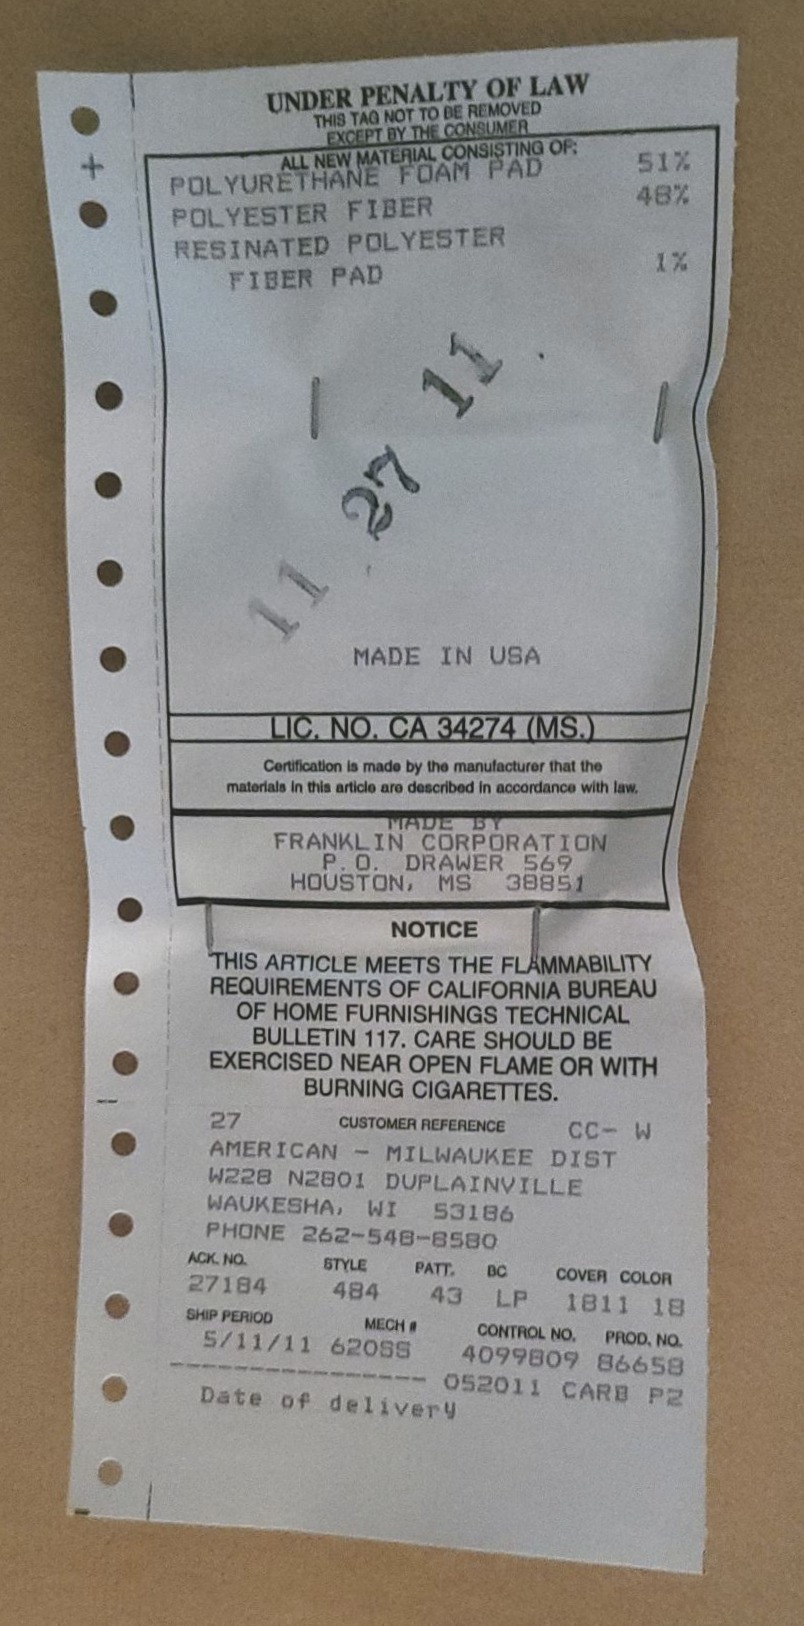 UNDER PENALTY OF LAW
THIS TAG NOT TO BE REMOVED
EXCEPT BY THE CONSUMER
ALL NEW MATERIAL CONSISTING OF:
POLYURETHANE FOAM PAD 51%
POLYESTER FIBER 48%
RESINATED POLYESTER
FIBER PAD 1%
11 27 11
MADE IN USA
LIC. NO. CA 34274 (MS.)
Certification is made by the manufacturer that the
materials in this article are described in accordance with law.
MADE BY
FRANKLIN CORPORATION
P.O. DRAWER 569
HOUSTON, MS 38851
NOTICE
THIS ARTICLE MEETS THE FLAMMABILITY
REQUIREMENTS OF CALIFORNIA BUREAU
OF HOME FURNISHINGS TECHNICAL
BULLETIN 117. CARE SHOULD BE
EXERCISED NEAR OPEN FLAME OR WITH
BURNING CIGARETTES.
27 CUSTOMER REFERENCE CC- W
AMERICAN - MILWAUKEE DIST
W228 N2801 DUPLAINVILLE
WAUKESHA, WI 53186
PHONE 262-548-8580
ACK. NO. STYLE PATT. BC COVER COLOR
27184 484 43 LP 1811 18
SHIP PERIOD MECH # CONTROL NO. PROD. NO.
5/11/11 620SS 4099809 86658
---------------- 052011 CARB P2
Date of delivery